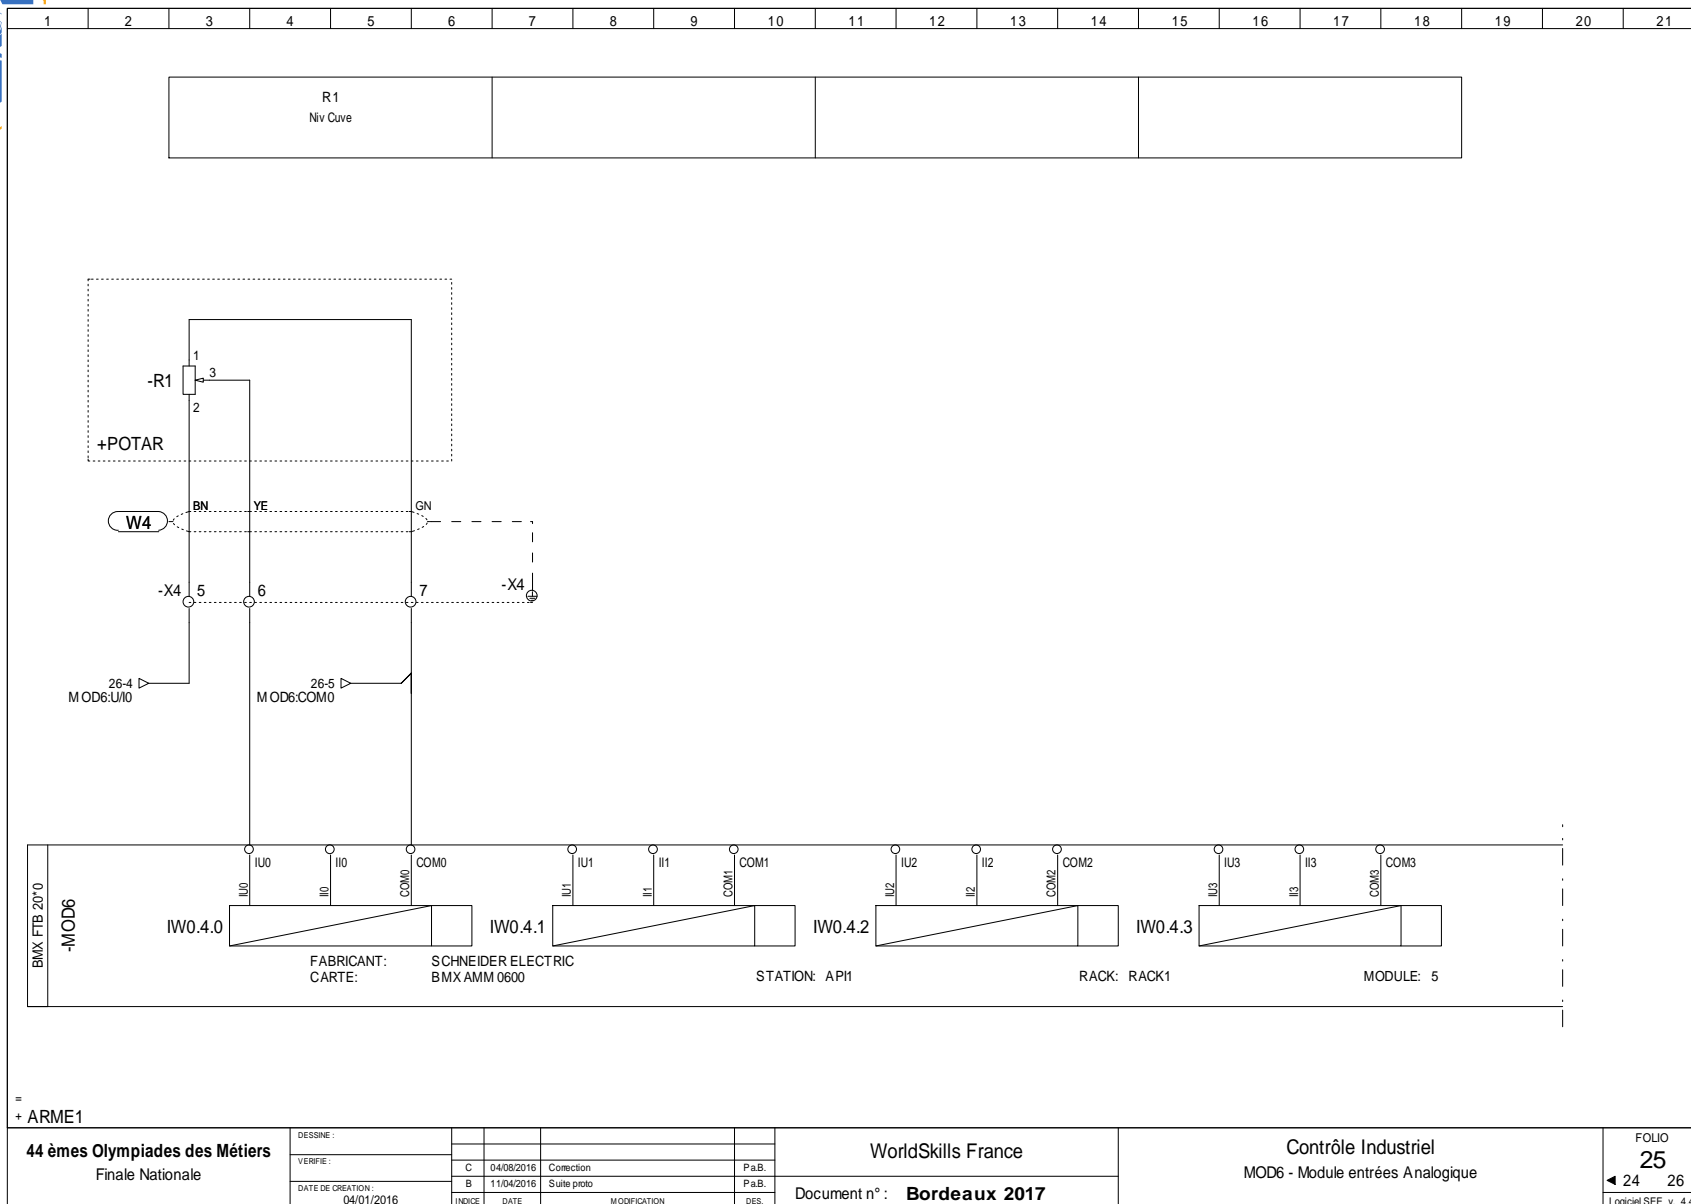 1 2 3 4 5 6 7 8 9 10 11 12 13 14 15 16 17 18 19 20 21
R1
Niv Cuve
1
-R1
3
2
+POTAR
BN YE GN
W4
-X4 5 6 7 -X4
26-4
MOD6:U/I0
26-5
MOD6:COM0
IU0 II0 COM0 IU1 II1 COM1 IU2 II2 COM2 IU3 II3 COM3
IU0 II0 COM0 IU1 II1 COM1 IU2 II2 COM2 IU3 II3 COM3
BMX FTB 20*0
-MOD6
IW0.4.0 IW0.4.1 IW0.4.2 IW0.4.3
FABRICANT: SCHNEIDER ELECTRIC
CARTE: BMX AMM 0600
STATION: API1 RACK: RACK1 MODULE: 5
=
+ ARME1
44 èmes Olympiades des Métiers
Finale Nationale
DESSINE :
VERIFIE :
DATE DE CREATION :
04/01/2016
C 04/08/2016 Correction Pa.B.
B 11/04/2016 Suite proto Pa.B.
INDICE DATE MODIFICATION DES.
WorldSkills France
Document n° : Bordeaux 2017
Contrôle Industriel
MOD6 - Module entrées Analogique
FOLIO
25
◄ 24 26
Logiciel SEE v.